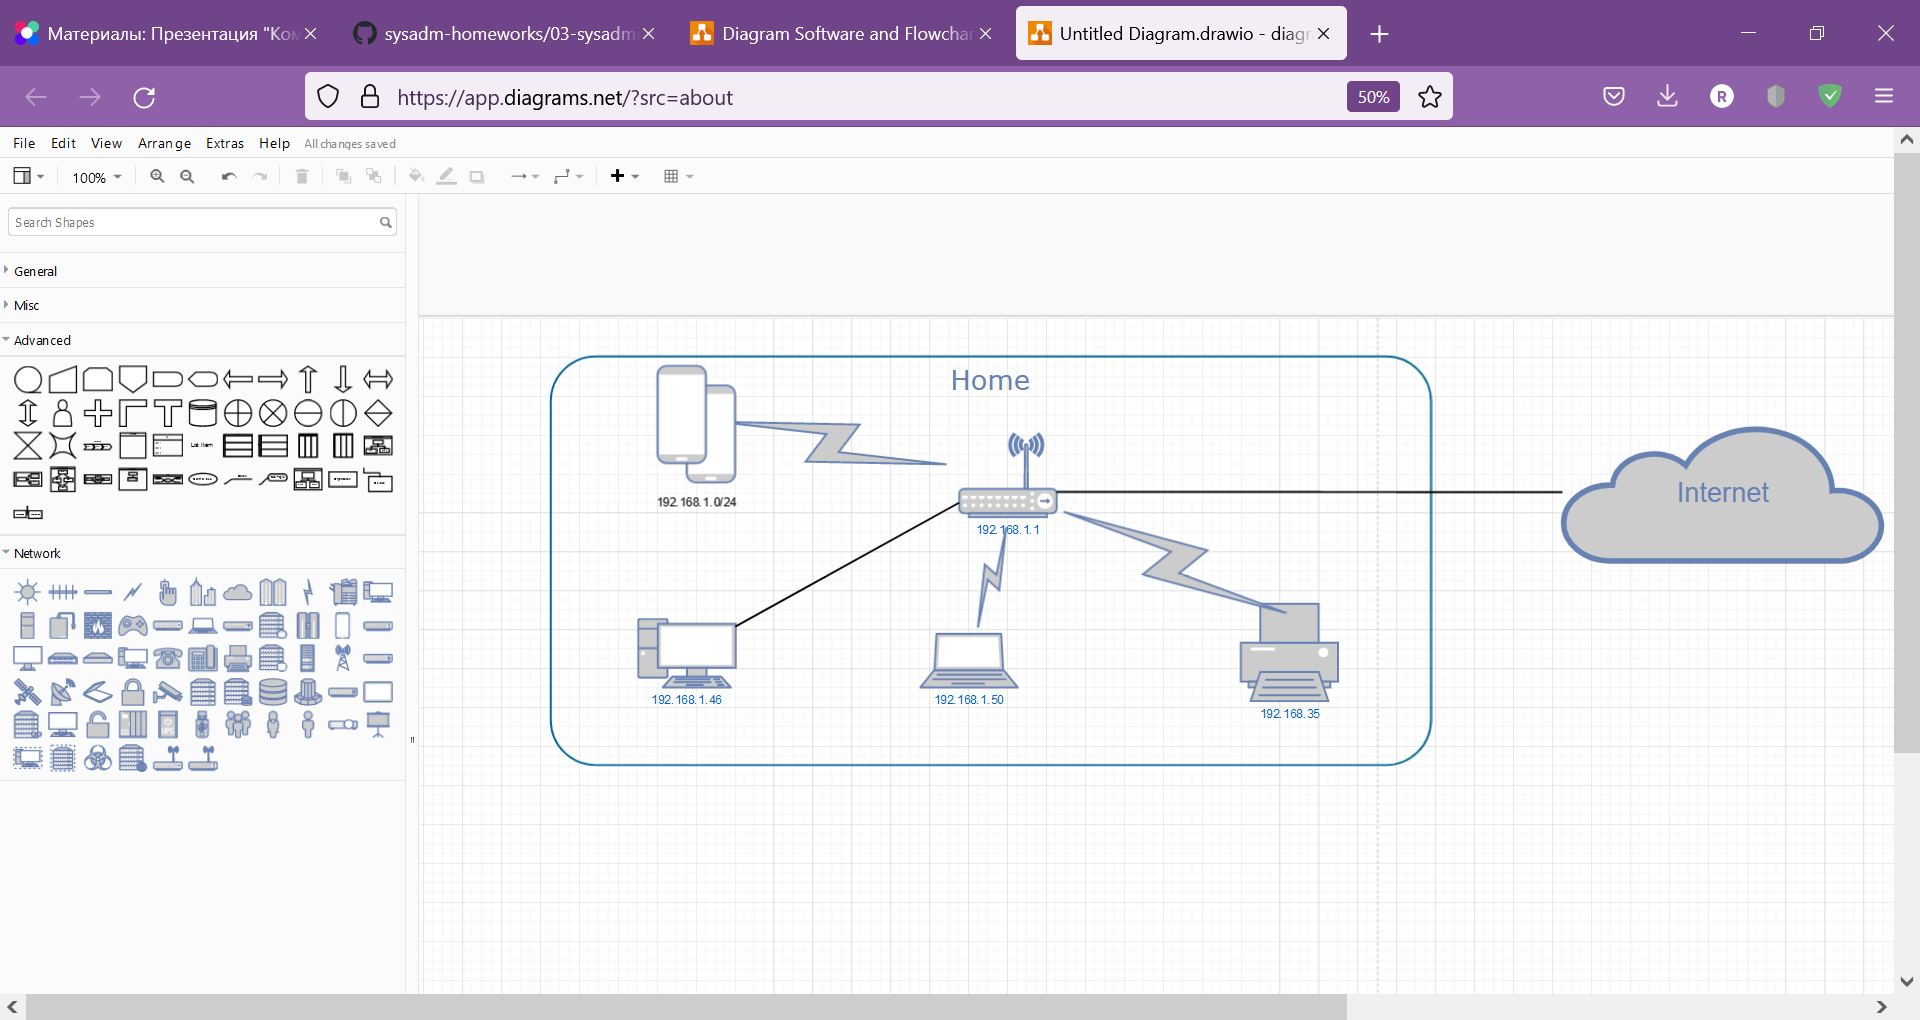 Материалы: Презентация "Ком
sysadm-homeworks/03-sysadm
Diagram Software and Flowchar
Untitled Diagram.drawio - diagr
https://app.diagrams.net/?src=about
50%
R
File Edit View Arrange Extras Help All changes saved
100%
Search Shapes
General
Misc
Advanced
List Item
Network
Home
192.168.1.0/24
192.168.1.1
Internet
192.168.1.46
192.168.1.50
192.168.35